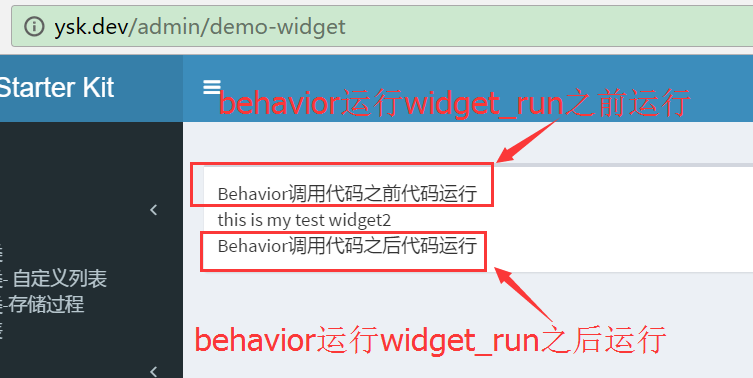 ysk.dev/admin/demo-widget
Starter Kit
behavior运行widget_run之前运行
Behavior调用代码之前代码运行
this is my test widget2
Behavior调用代码之后代码运行
- 自定义列表
-存储过程
behavior运行widget_run之后运行